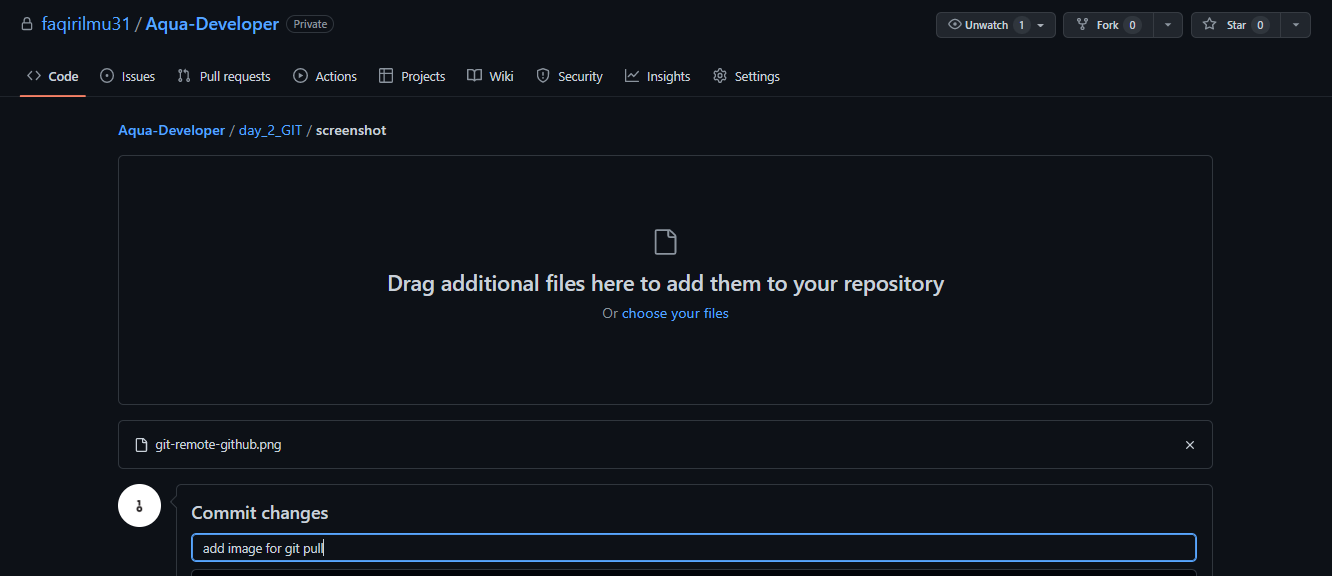 faqirilmu31 / Aqua-Developer Private Unwatch 1 Fork 0 Star 0
Code Issues Pull requests Actions Projects Wiki Security Insights Settings
Aqua-Developer / day_2_GIT / screenshot
Drag additional files here to add them to your repository
Or choose your files
git-remote-github.png
Commit changes
add image for git pull